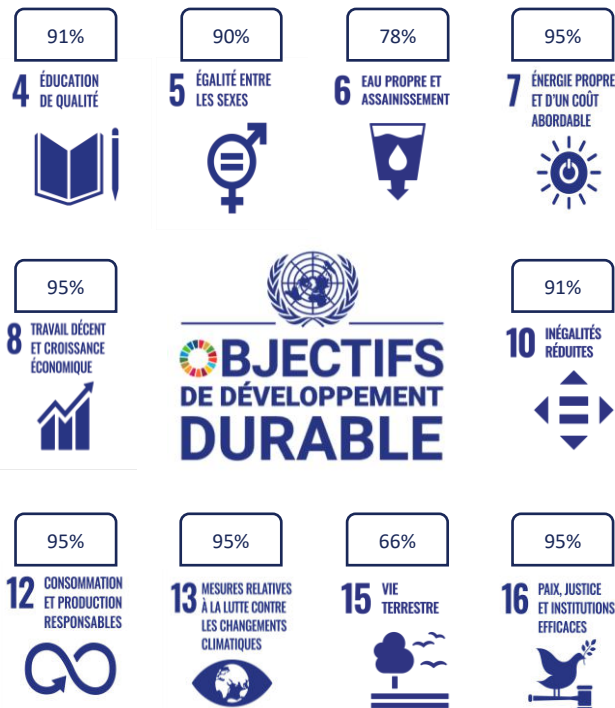 91%
4 ÉDUCATION
DE QUALITÉ
90%
5 ÉGALITÉ ENTRE
LES SEXES
78%
6 EAU PROPRE ET
ASSAINISSEMENT
95%
7 ÉNERGIE PROPRE
ET D'UN COÛT
ABORDABLE
95%
8 TRAVAIL DÉCENT
ET CROISSANCE
ÉCONOMIQUE
OBJECTIFS
DE DÉVELOPPEMENT
DURABLE
91%
10 INÉGALITÉS
RÉDUITES
95%
12 CONSOMMATION
ET PRODUCTION
RESPONSABLES
95%
13 MESURES RELATIVES
À LA LUTTE CONTRE
LES CHANGEMENTS
CLIMATIQUES
66%
15 VIE
TERRESTRE
95%
16 PAIX, JUSTICE
ET INSTITUTIONS
EFFICACES